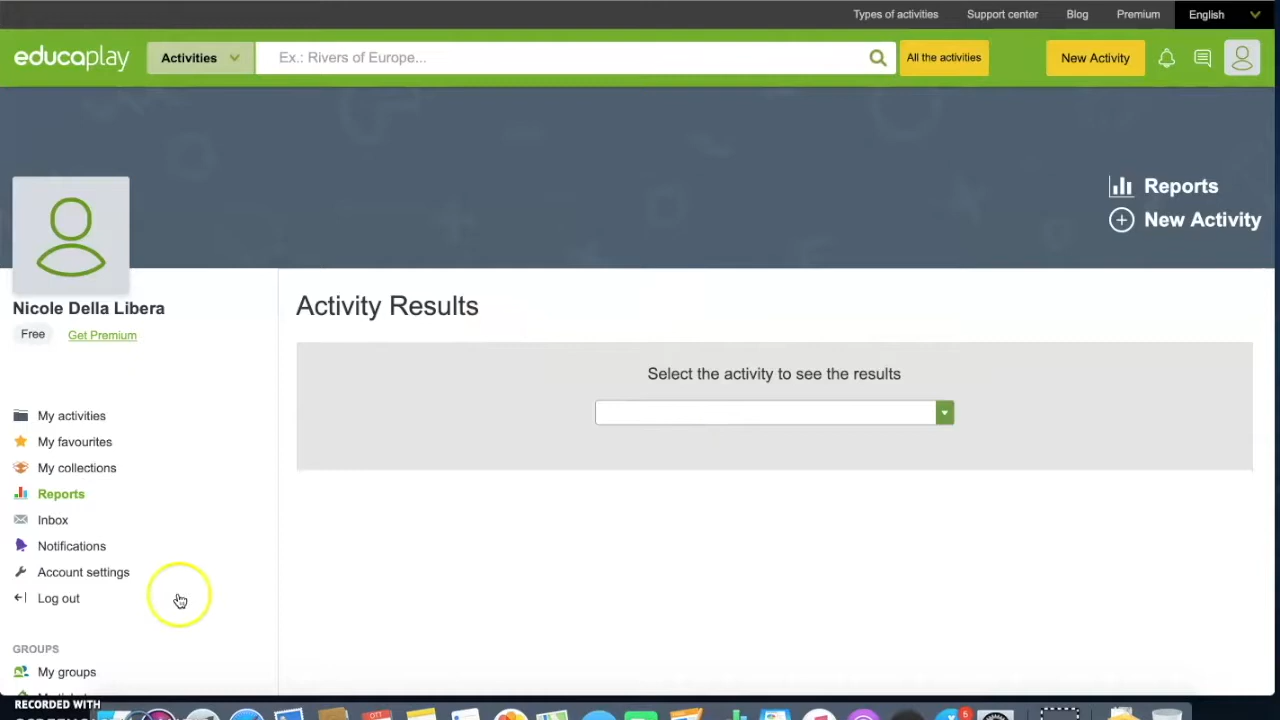 Types of activities Support center Blog Premium English
educaplay Activities Ex.: Rivers of Europe... All the activities New Activity
Reports
New Activity
Nicole Della Libera
Free Get Premium
Activity Results
Select the activity to see the results
My activities
My favourites
My collections
Reports
Inbox
Notifications
Account settings
Log out
GROUPS
My groups
RECORDED WITH